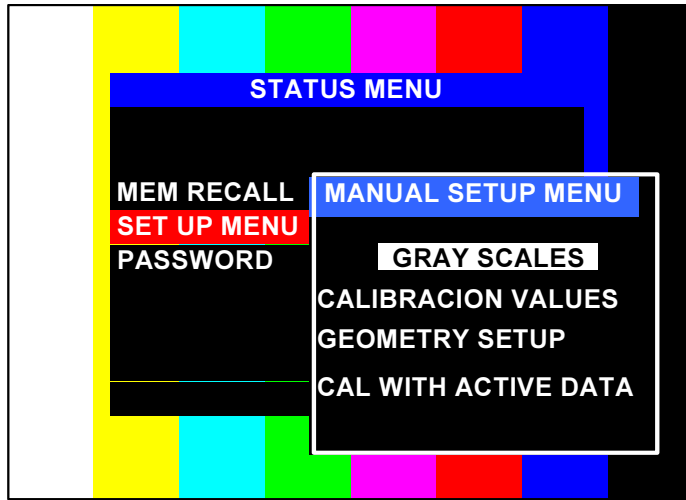 STATUS MENU
MEM RECALL
SET UP MENU
PASSWORD
MANUAL SETUP MENU
GRAY SCALES
CALIBRACION VALUES
GEOMETRY SETUP
CAL WITH ACTIVE DATA